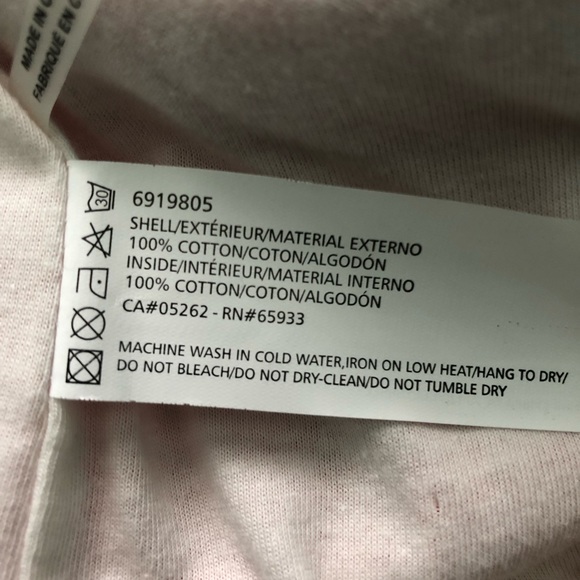 MADE IN
FABRIQUÉ EN
30
6919805
SHELL/EXTÉRIEUR/MATERIAL EXTERNO
100% COTTON/COTON/ALGODÓN
INSIDE/INTÉRIEUR/MATERIAL INTERNO
100% COTTON/COTON/ALGODÓN
CA#05262 - RN#65933
MACHINE WASH IN COLD WATER,IRON ON LOW HEAT/HANG TO DRY/
DO NOT BLEACH/DO NOT DRY-CLEAN/DO NOT TUMBLE DRY